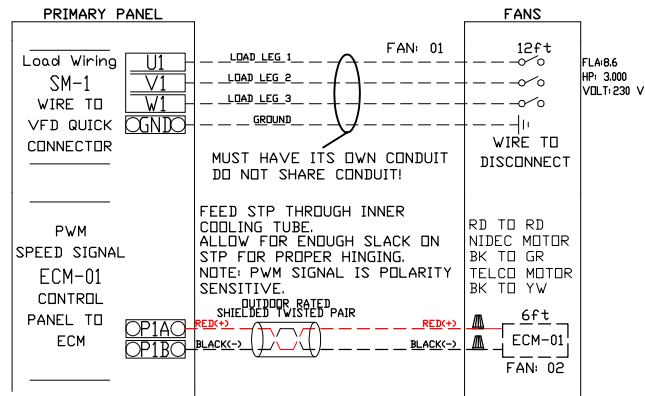 PRIMARY PANEL
FANS
Load Wiring
SM-1
WIRE TO
VFD QUICK
CONNECTOR
U1
V1
W1
GND
LOAD LEG 1
LOAD LEG 2
LOAD LEG 3
GROUND
FAN: 01
12ft
FLA:8.6
HP: 3.000
VOLT:230 V
WIRE TO
DISCONNECT
MUST HAVE ITS OWN CONDUIT
DO NOT SHARE CONDUIT!
PWM
SPEED SIGNAL
ECM-01
CONTROL
PANEL TO
ECM
P1A
P1B
FEED STP THROUGH INNER
COOLING TUBE.
ALLOW FOR ENOUGH SLACK ON
STP FOR PROPER HINGING.
NOTE: PWM SIGNAL IS POLARITY
SENSITIVE.
OUTDOOR RATED
SHIELDED TWISTED PAIR
RED(+)
RED(+)
BLACK(-)
BLACK(-)
RD TO RD
NIDEC MOTOR
BK TO GR
TELCO MOTOR
BK TO YW
6ft
ECM-01
FAN: 02